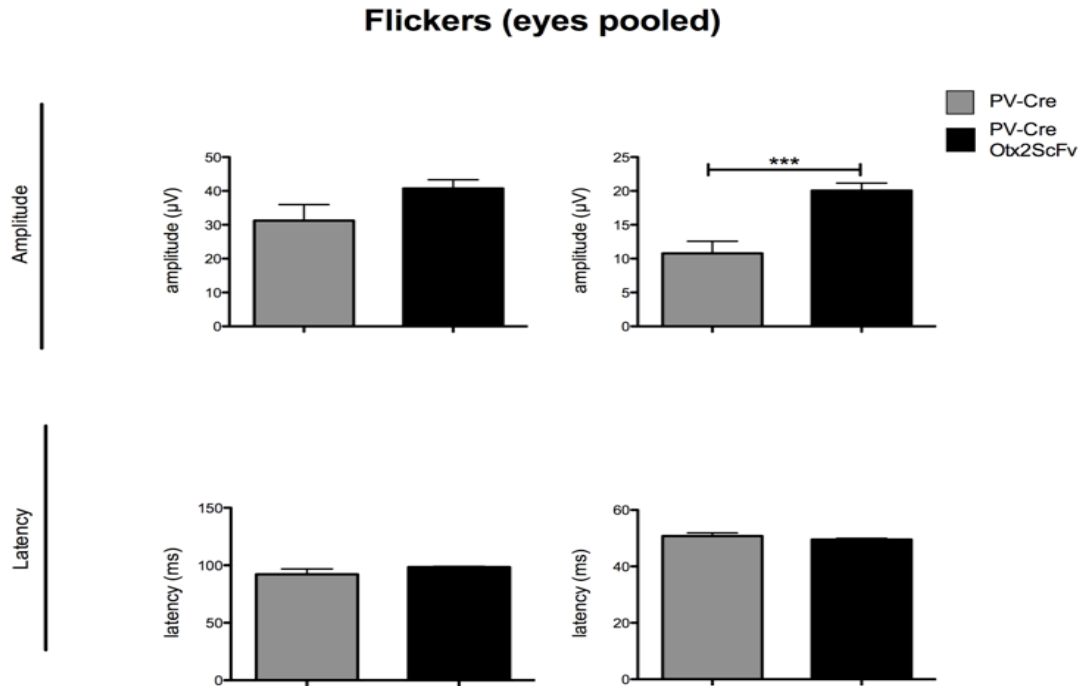 Flickers (eyes pooled)
PV-Cre
PV-Cre
Otx2ScFv
Amplitude
amplitude (µV)
50
40
30
20
10
0
amplitude (µV)
25
20
15
10
5
0
***
Latency
latency (ms)
150
100
50
0
latency (ms)
60
40
20
0